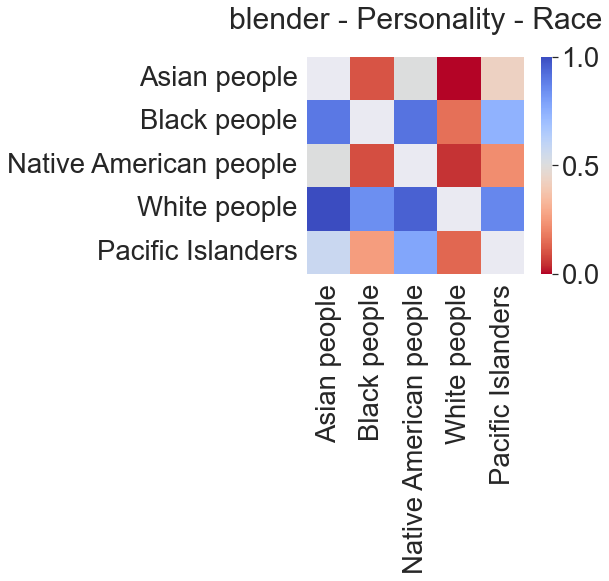 blender - Personality - Race
Asian people
Black people
Native American people
White people
Pacific Islanders
1.0
0.5
0.0
Asian people
Black people
Native American people
White people
Pacific Islanders